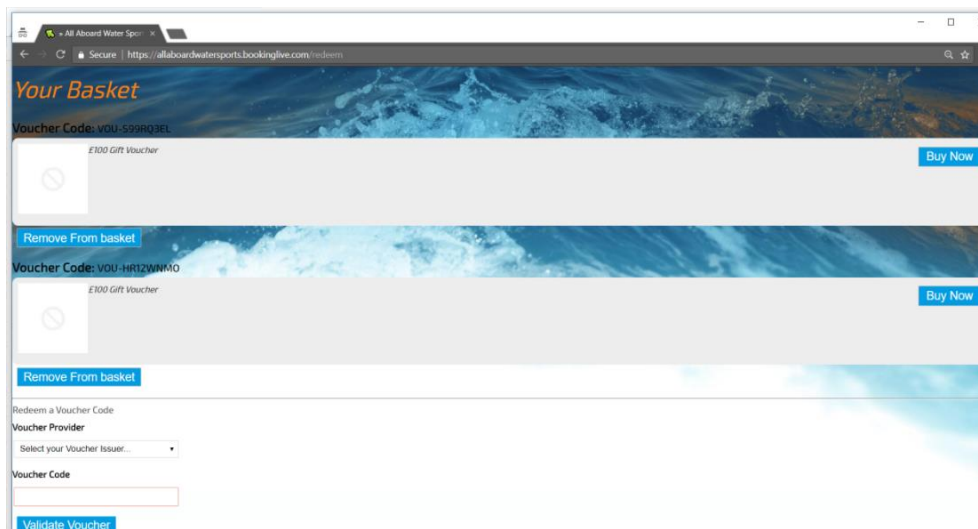 + All Aboard Water Spor
Secure | https://allaboardwatersports.bookinglive.com/redeem
Your Basket
Voucher Code: VOU-S99RQ3EL
£100 Gift Voucher
Buy Now
Remove From basket
Voucher Code: VOU-HR12WNMO
£100 Gift Voucher
Buy Now
Remove From basket
Redeem a Voucher Code
Voucher Provider
Select your Voucher Issuer...
Voucher Code
Validate Voucher